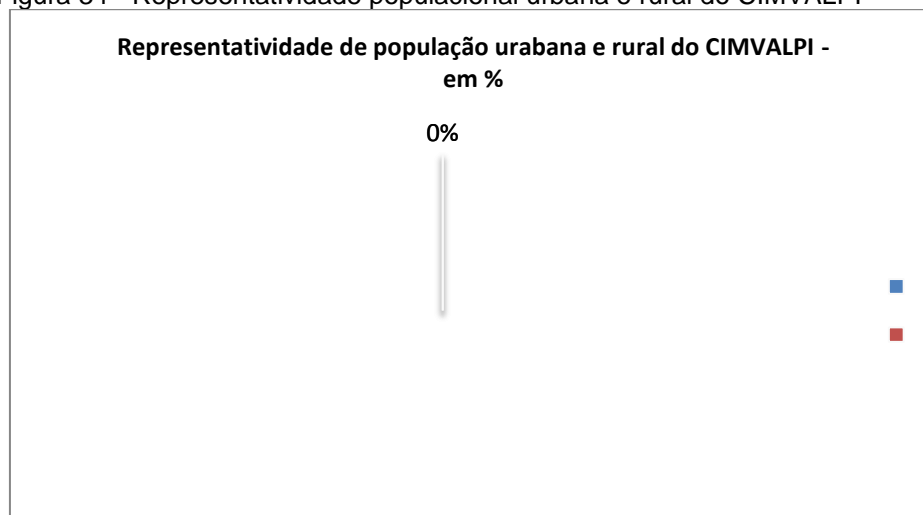 Representatividade de população urabana e rural do CIMVALPI -
em %
0%